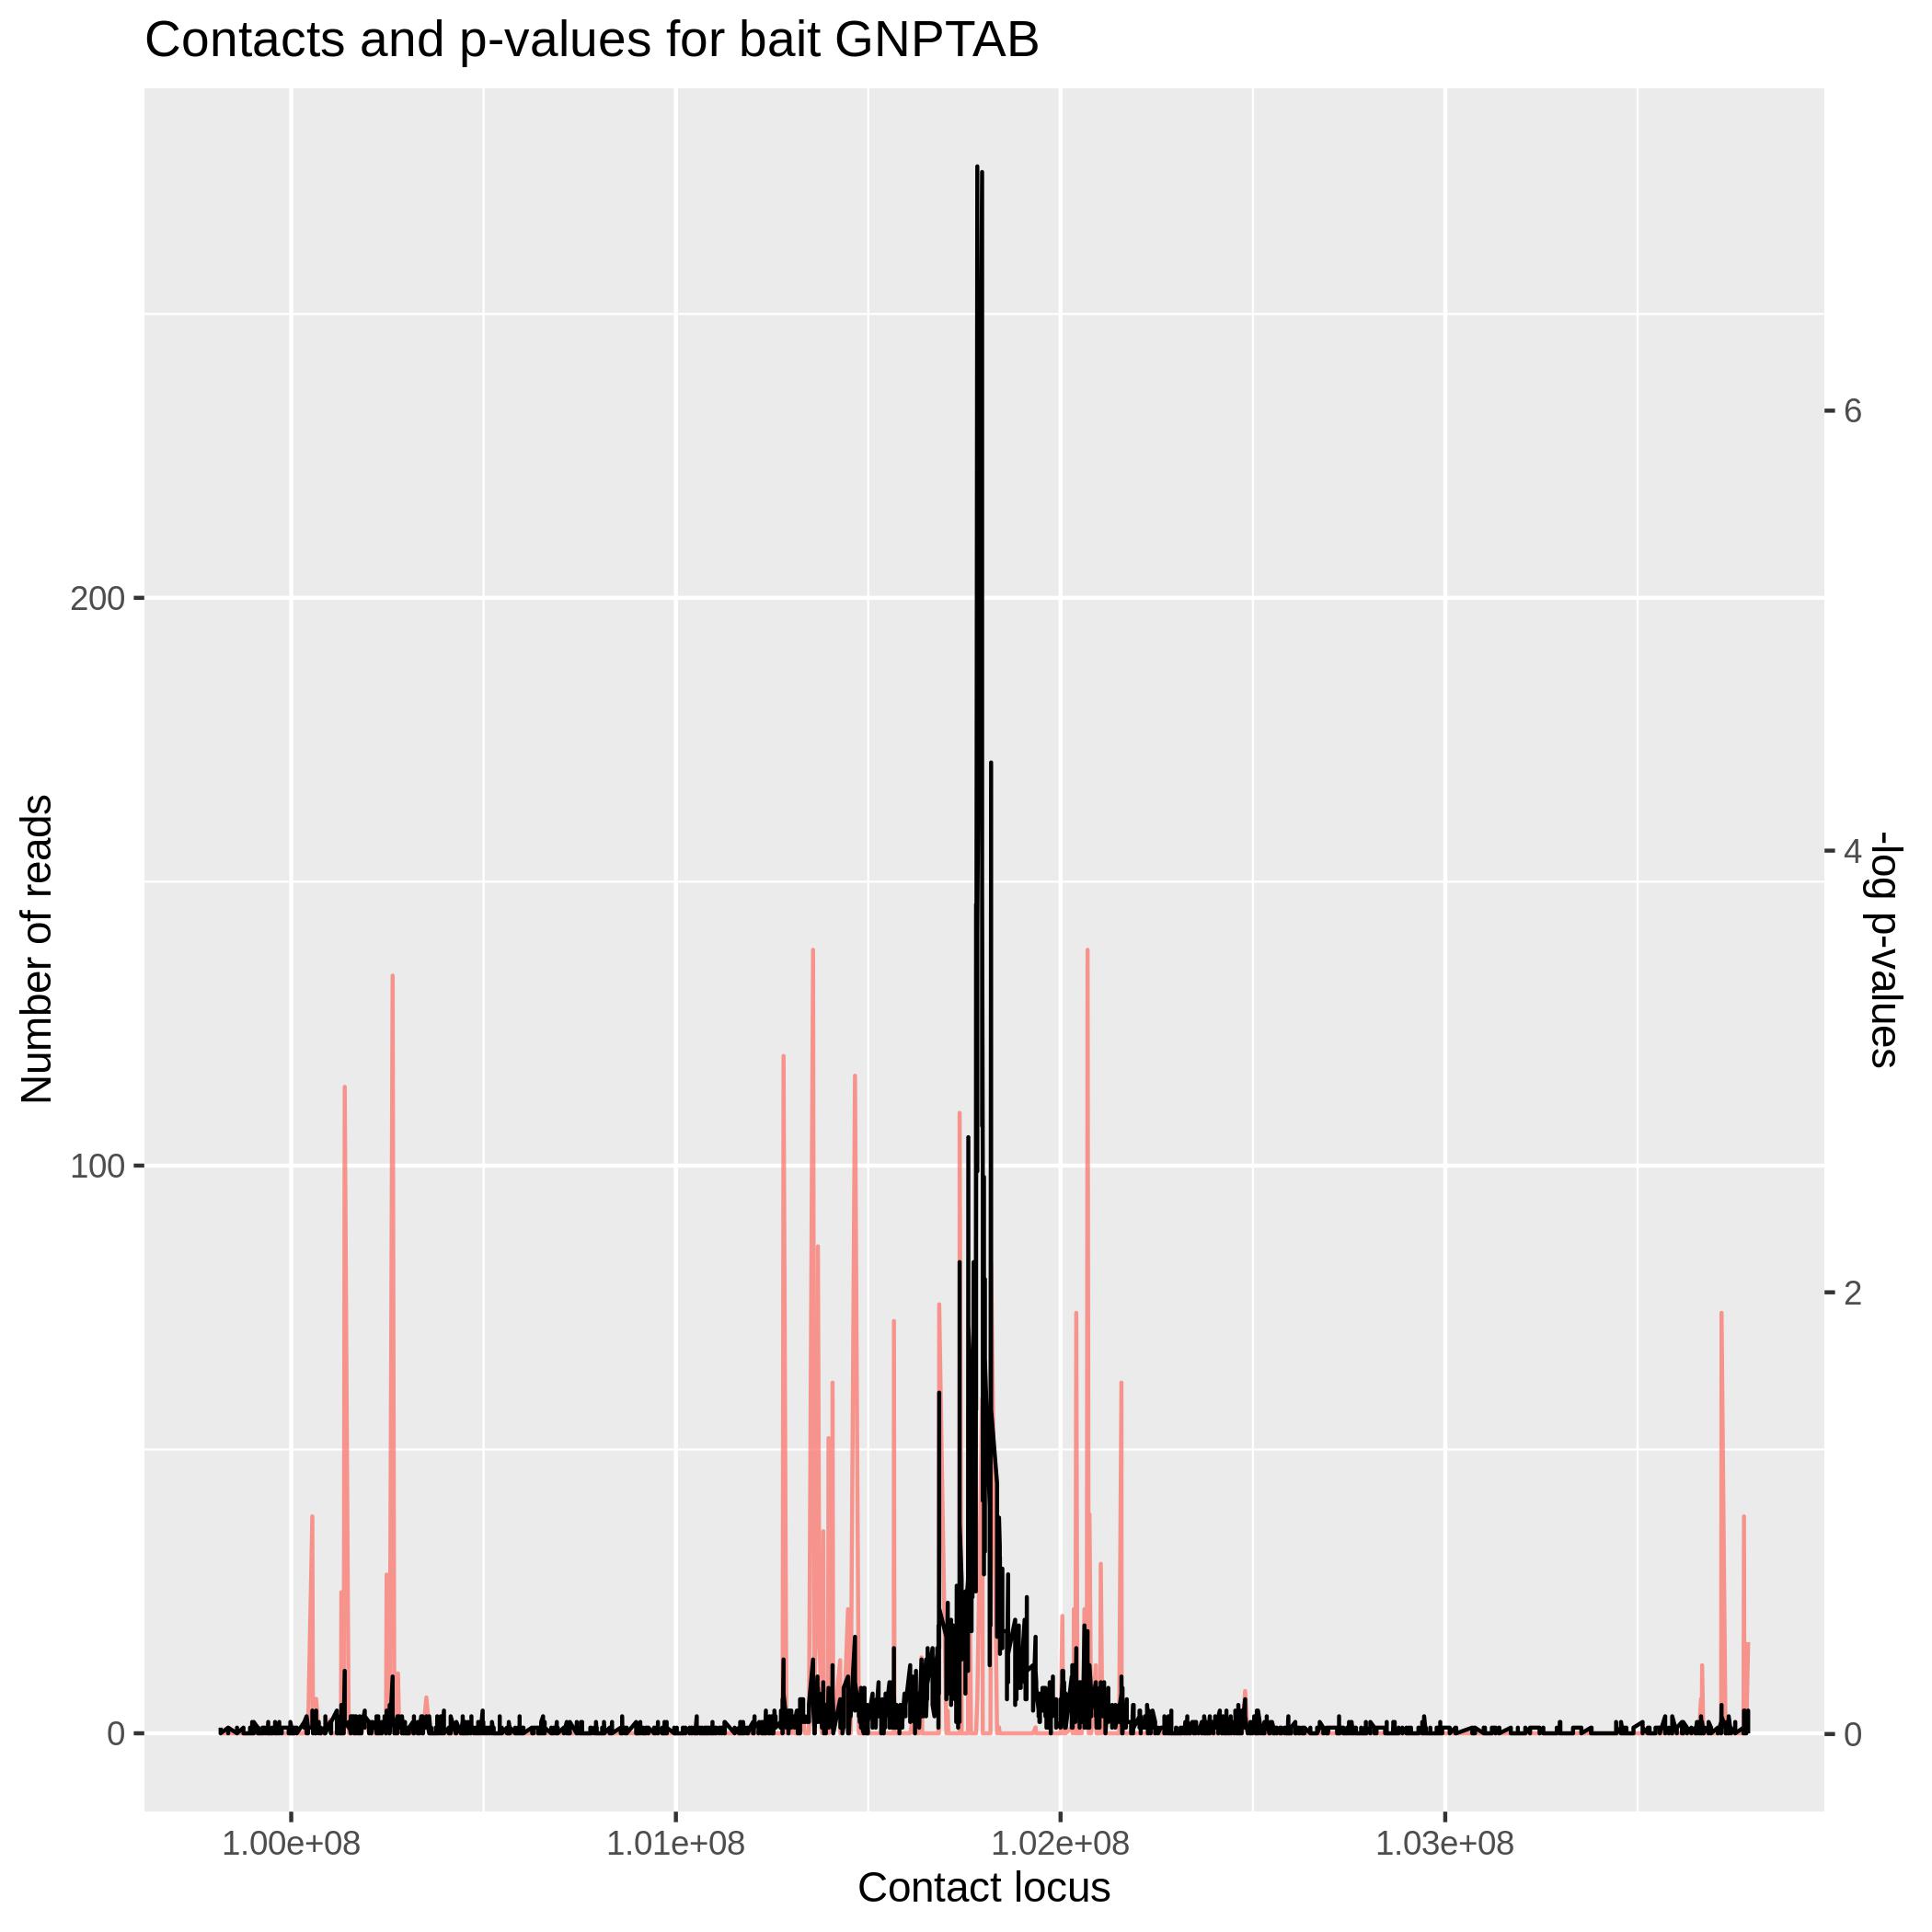 Contacts and p-values for bait GNPTAB
Number of reads
200
100
0
6
4
2
0
-log p-values
1.00e+08 1.01e+08 1.02e+08 1.03e+08
Contact locus